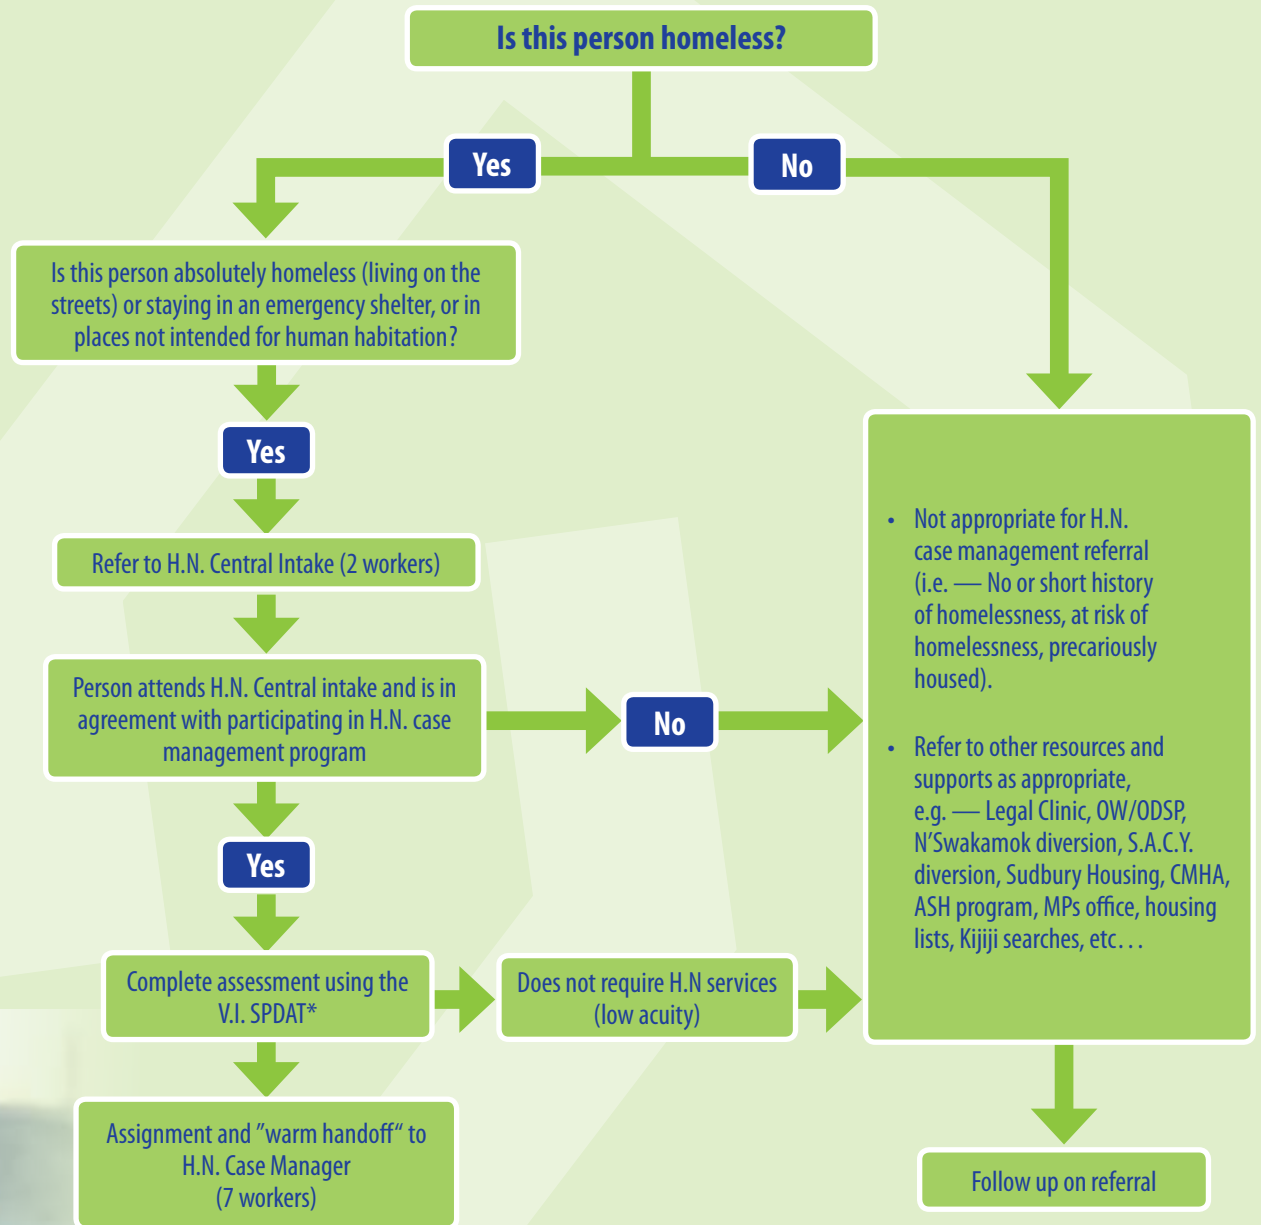 Is this person homeless?
Yes
No
Is this person absolutely homeless (living on the
streets) or staying in an emergency shelter, or in
places not intended for human habitation?
Yes
Refer to H.N. Central Intake (2 workers)
Person attends H.N. Central intake and is in
agreement with participating in H.N. case
management program
No
Yes
Complete assessment using the
V.I. SPDAT*
Does not require H.N services
(low acuity)
Assignment and "warm handoff" to
H.N. Case Manager
(7 workers)
• Not appropriate for H.N.
case management referral
(i.e. — No or short history
of homelessness, at risk of
homelessness, precariously
housed).
• Refer to other resources and
supports as appropriate,
e.g. — Legal Clinic, OW/ODSP,
N'Swakamok diversion, S.A.C.Y.
diversion, Sudbury Housing, CMHA,
ASH program, MPs office, housing
lists, Kijiji searches, etc…
Follow up on referral